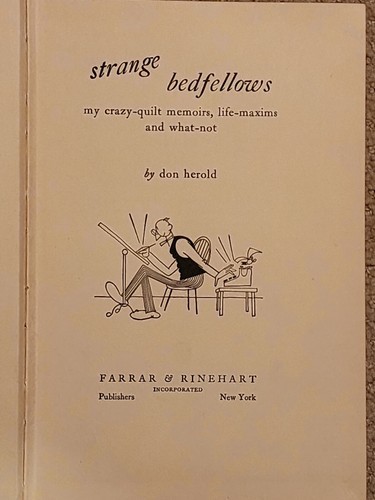 strange
bedfellows
my crazy-quilt memoirs, life-maxims
and what-not
by don herold
FARRAR & RINEHART
INCORPORATED
Publishers New York